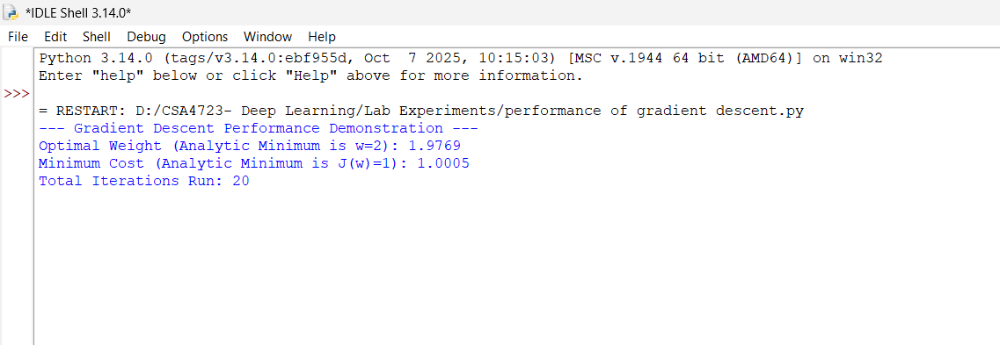 *IDLE Shell 3.14.0*
File Edit Shell Debug Options Window Help
Python 3.14.0 (tags/v3.14.0:ebf955d, Oct  7 2025, 10:15:03) [MSC v.1944 64 bit (AMD64)] on win32
Enter "help" below or click "Help" above for more information.
>>>
= RESTART: D:/CSA4723- Deep Learning/Lab Experiments/performance of gradient descent.py
--- Gradient Descent Performance Demonstration ---
Optimal Weight (Analytic Minimum is w=2): 1.9769
Minimum Cost (Analytic Minimum is J(w)=1): 1.0005
Total Iterations Run: 20